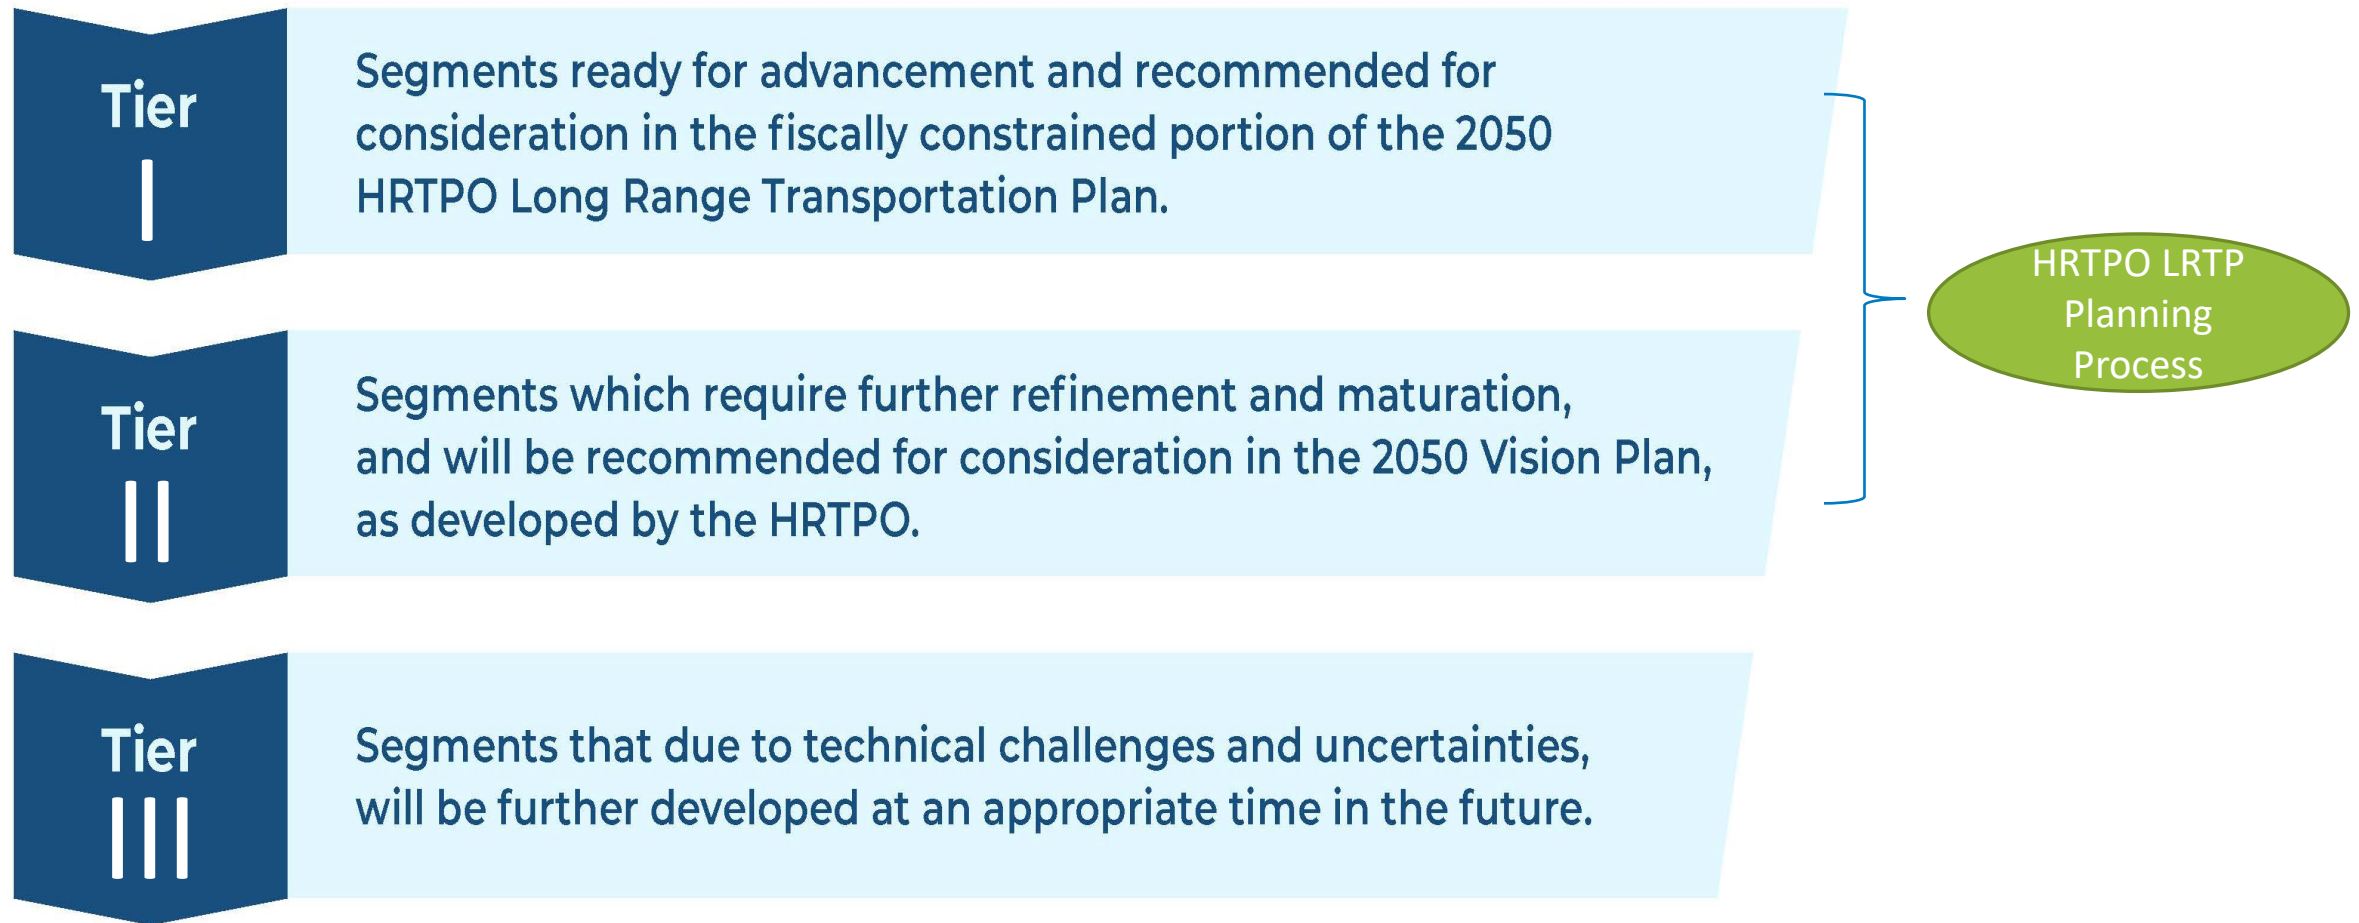 Tier
I
Segments ready for advancement and recommended for
consideration in the fiscally constrained portion of the 2050
HRTPO Long Range Transportation Plan.
HRTPO LRTP
Planning
Process
Tier
II
Segments which require further refinement and maturation,
and will be recommended for consideration in the 2050 Vision Plan,
as developed by the HRTPO.
Tier
III
Segments that due to technical challenges and uncertainties,
will be further developed at an appropriate time in the future.